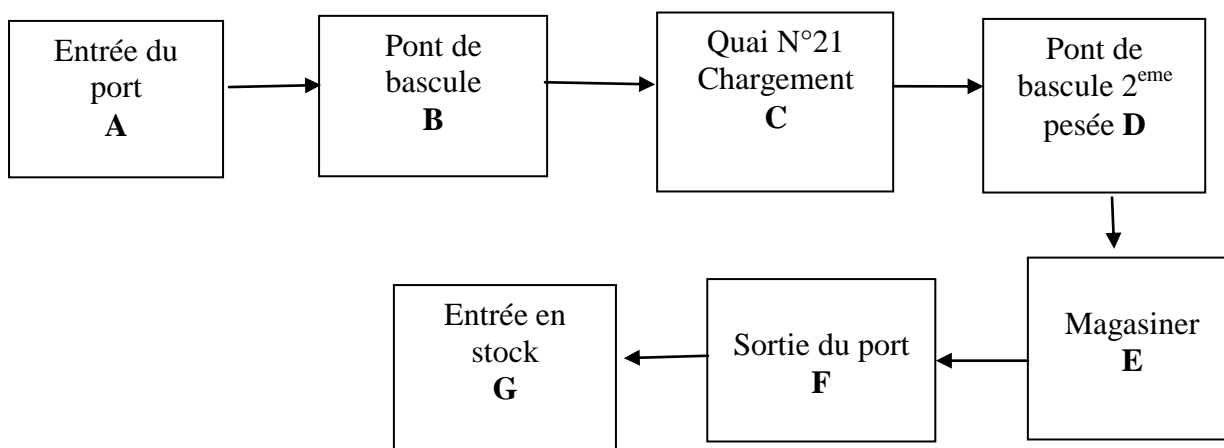 Entrée du
port
A
Pont de
bascule
B
Quai N°21
Chargement
C
Pont de
bascule 2eme
pesée D
Magasiner
E
Sortie du port
F
Entrée en
stock
G